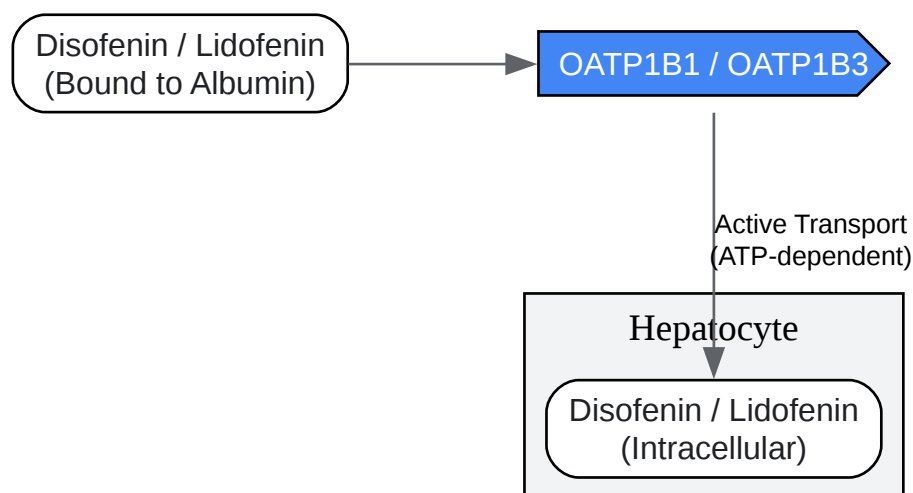 Disofenin / Lidofenin
(Bound to Albumin)
OATP1B1 / OATP1B3
Active Transport
(ATP-dependent)
Hepatocyte
Disofenin / Lidofenin
(Intracellular)